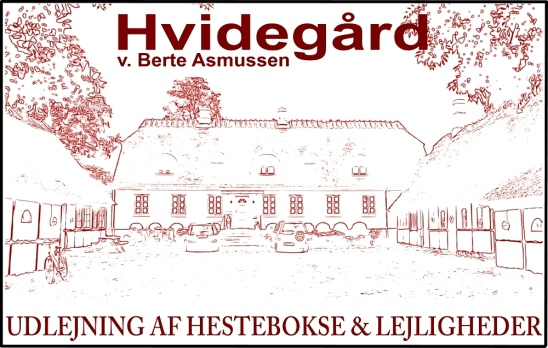 Hvidegård
v. Berte Asmussen
UDLEJNING AF HESTEBOKSE & LEJLIGHEDER